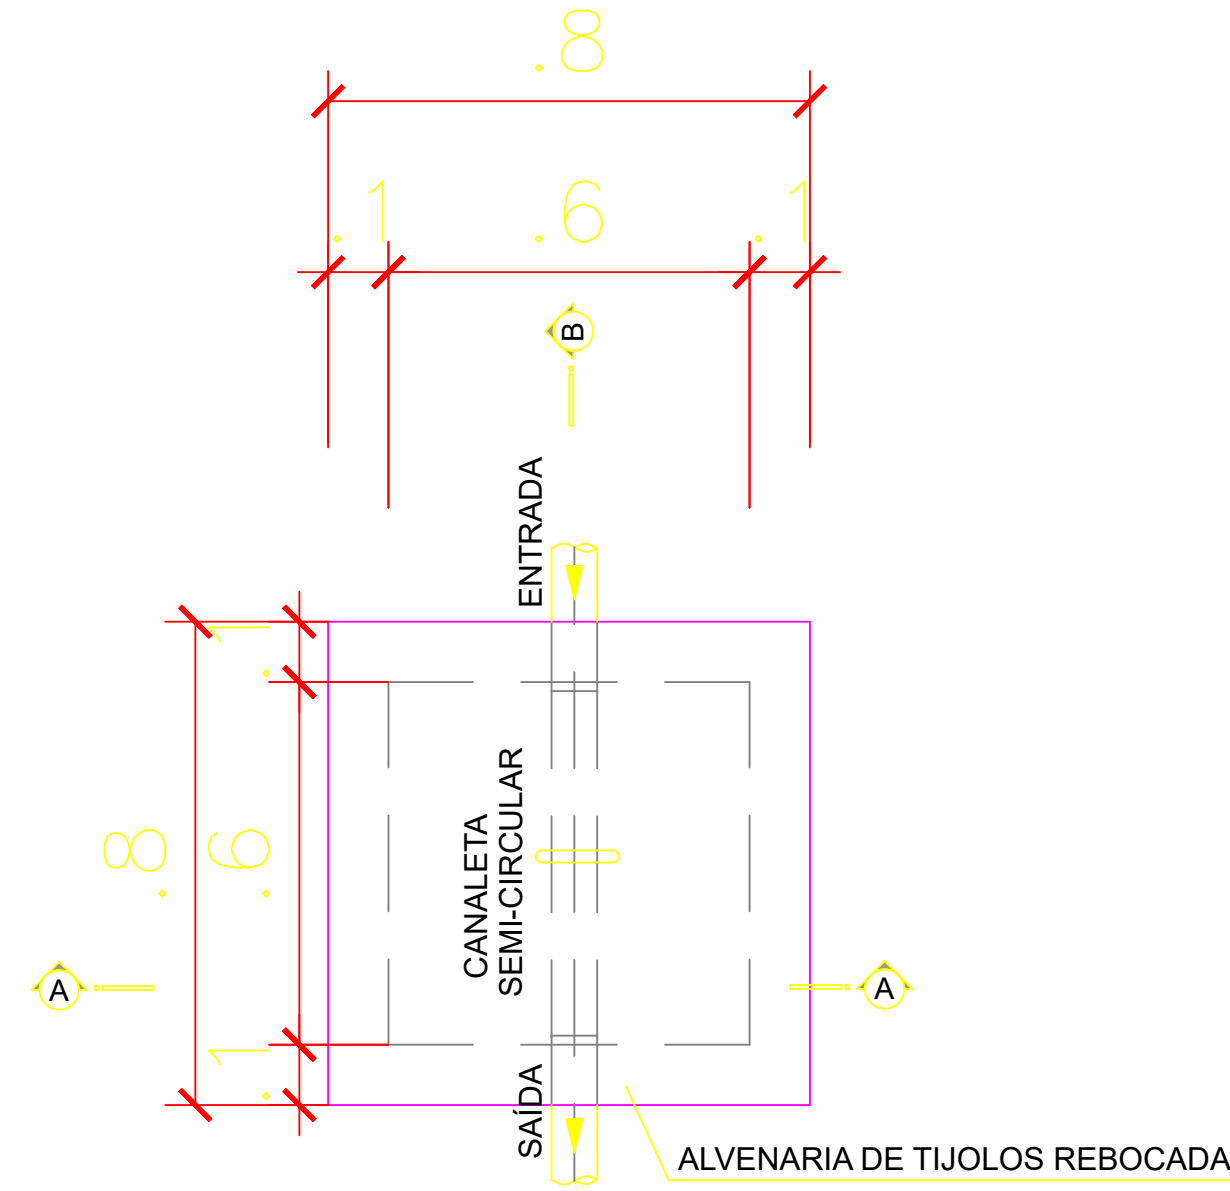 .8
.1
.6
.1
B
ENTRADA
.1
.8
.6
CANALETA
SEMI-CIRCULAR
A
A
.1
SAÍDA
ALVENARIA DE TIJOLOS REBOCADA